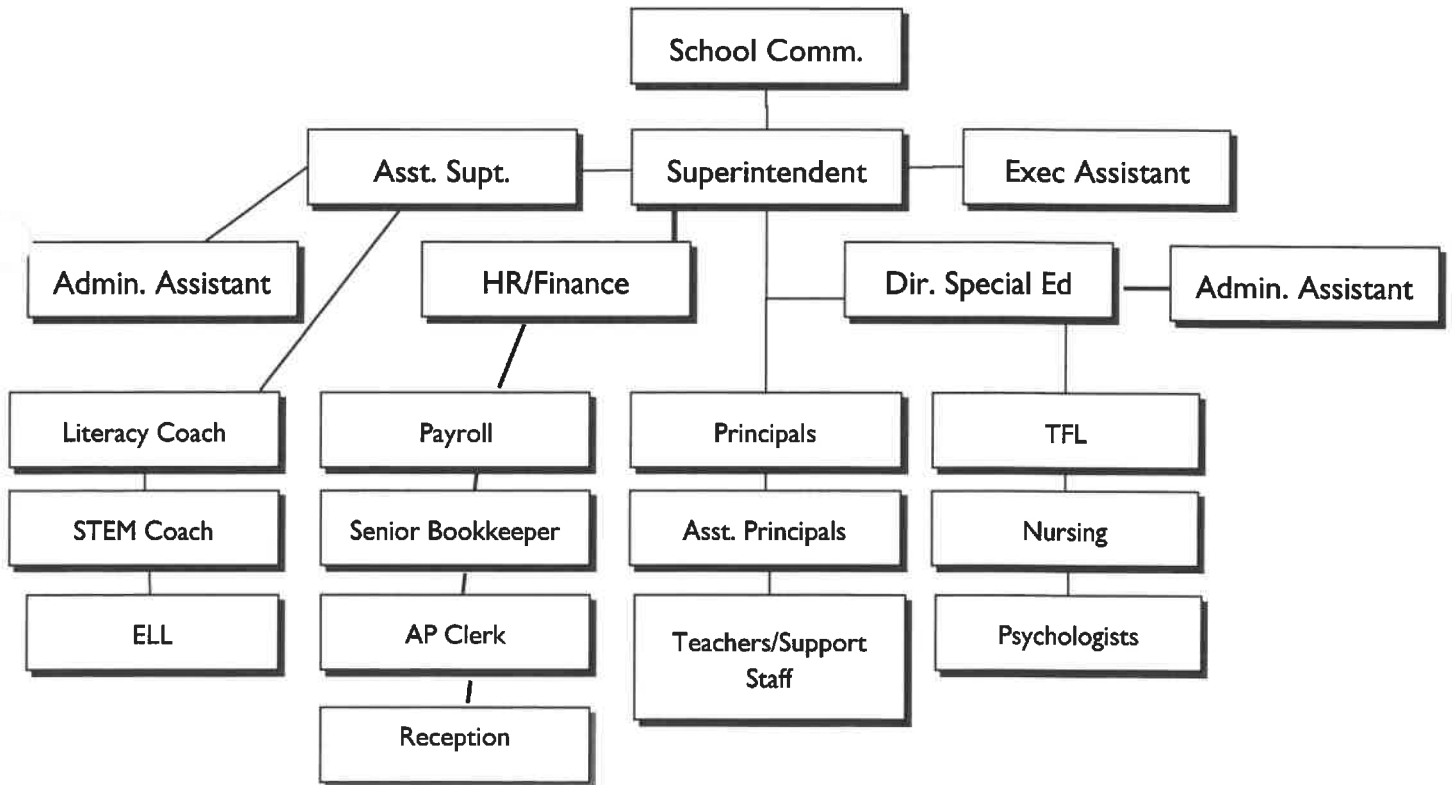 School Comm.
Asst. Supt.
Superintendent
Exec Assistant
Admin. Assistant
HR/Finance
Dir. Special Ed
Admin. Assistant
Literacy Coach
Payroll
Principals
TFL
STEM Coach
Senior Bookkeeper
Asst. Principals
Nursing
ELL
AP Clerk
Teachers/Support
Staff
Psychologists
Reception